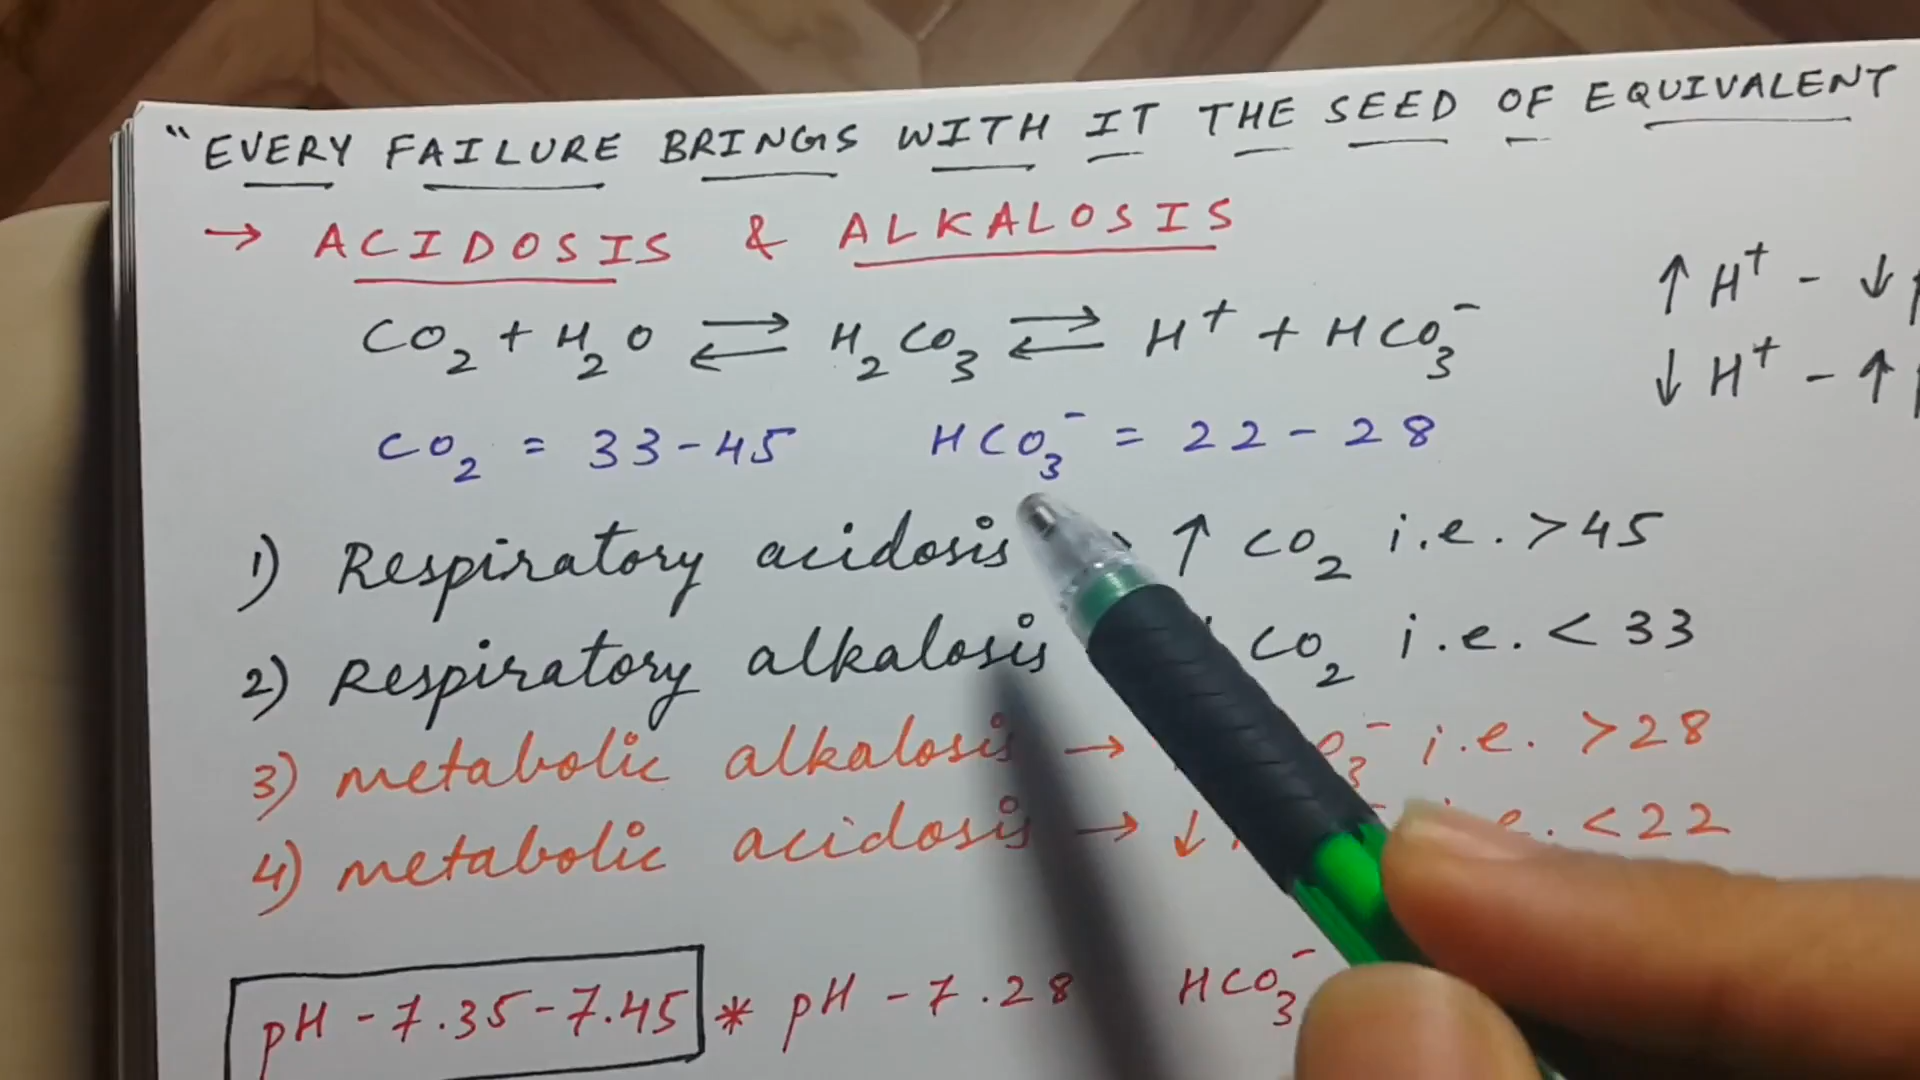 "EVERY FAILURE BRINGS WITH IT THE SEED OF EQUIVALENT
→ ACIDOSIS & ALKALOSIS
CO₂ + H₂O ⇌ H₂CO₃ ⇌ H⁺ + HCO₃⁻
↑ H⁺ - ↓
↓ H⁺ - ↑
CO₂ = 33-45 HCO₃⁻ = 22-28
1) Respiratory acidosis ↑ CO₂ i.e. >45
2) Respiratory alkalosis CO₂ i.e. <33
3) metabolic alkalosis → i.e. >28
4) metabolic acidosis → ↓ <22
pH - 7.35-7.45 * pH - 7.28 HCO₃⁻